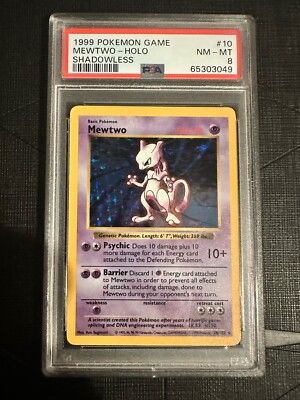 1999 POKEMON GAME #10
MEWTWO-HOLO NM-MT
SHADOWLESS 8
PSA 65303049
Basic Pokémon
Mewtwo
Genetic Pokémon. Length: 6' 7", Weight:
Psychic Does 10 damage plus 10
more damage for each Energy card
attached to the Defending Pokémon.
10+
Barrier Discard 1 Energy card attached
to Mewtwo in order to prevent all effects
of attacks, including damage, done to
Mewtwo during your opponent's next turn.
weakness resistance retreat cost
A scientist created this Pokémon after years of horrific gene-
splicing and DNA engineering experiments.